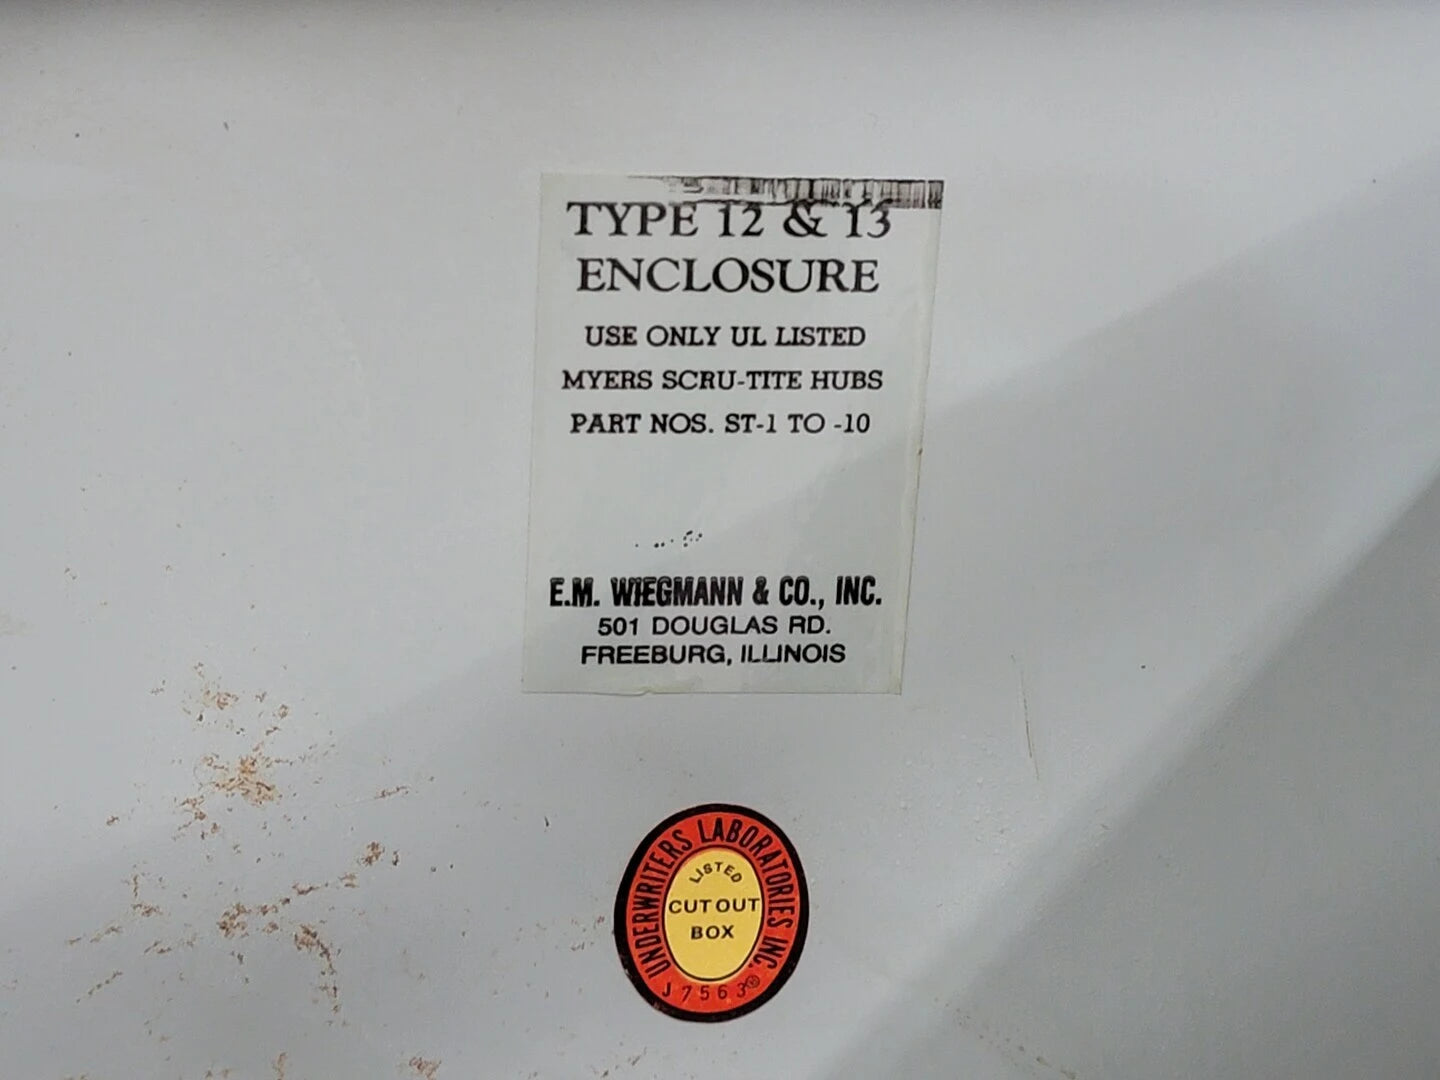 TYPE 12 & 13
ENCLOSURE
USE ONLY UL LISTED
MYERS SCRU-TITE HUBS
PART NOS. ST-1 TO -10
E.M. WIEGMANN & CO., INC.
501 DOUGLAS RD.
FREEBURG, ILLINOIS
UNDERWRITERS LABORATORIES INC.
LISTED
CUT OUT
BOX
J 7563®